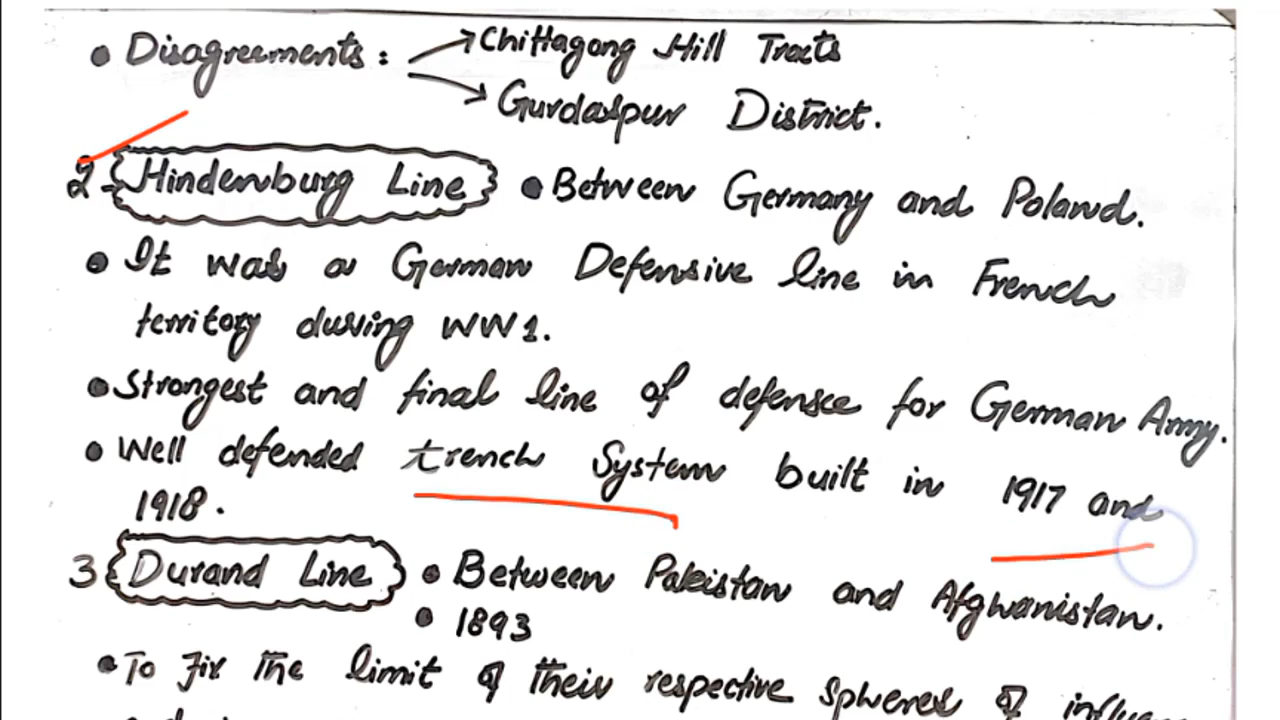 • Disagreements: → Chittagong Hill Tracts
→ Gurdaspur District.
2 Hindenburg Line • Between Germany and Poland.
• It was a German Defensive line in French
territory during WW1.
• Strongest and final line of defense for German Army.
• Well defended trench System built in 1917 and
1918.
3 Durand Line • Between Pakistan and Afgwanistan.
• 1893
• To Fix the limit of their respective spheres of influe